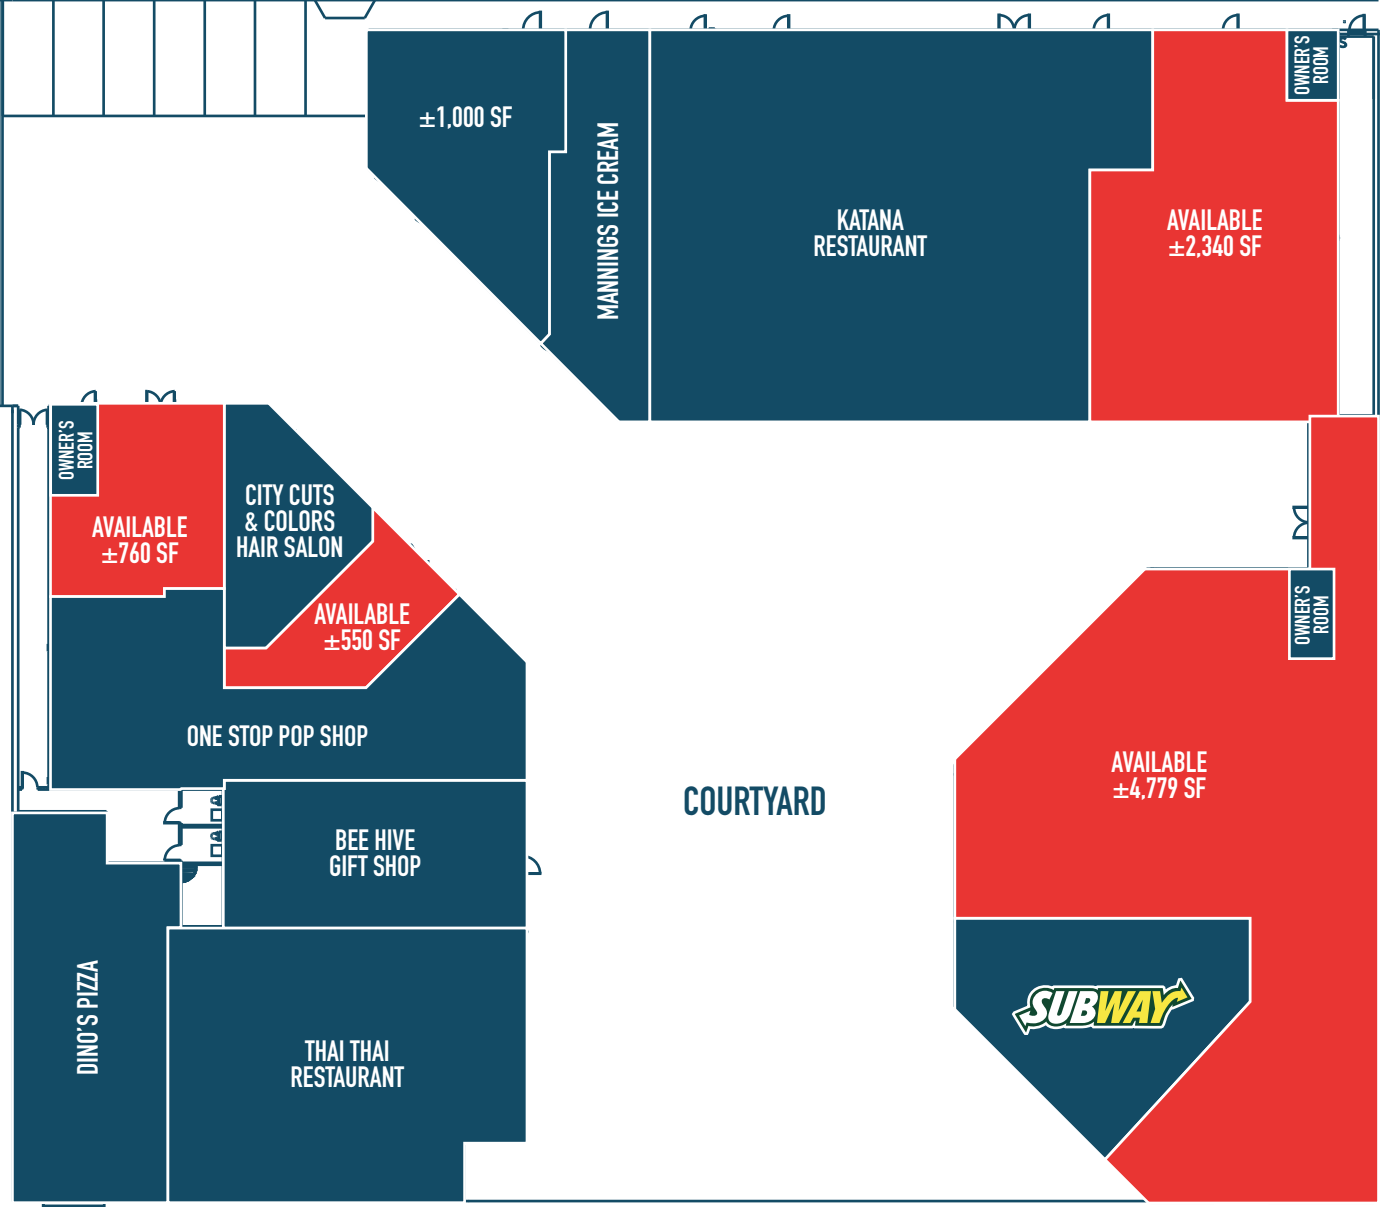 ±1,000 SF
MANNINGS ICE CREAM
KATANA
RESTAURANT
AVAILABLE
±2,340 SF
OWNER'S
ROOM
OWNER'S
ROOM
AVAILABLE
±760 SF
CITY CUTS
& COLORS
HAIR SALON
AVAILABLE
±550 SF
ONE STOP POP SHOP
BEE HIVE
GIFT SHOP
DINO'S PIZZA
THAI THAI
RESTAURANT
COURTYARD
OWNER'S
ROOM
AVAILABLE
±4,779 SF
SUBWAY